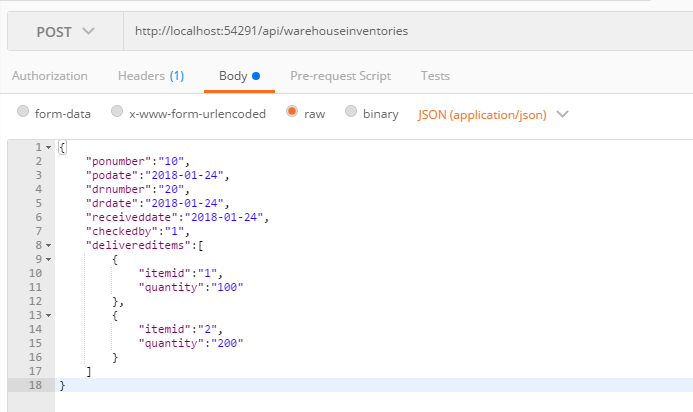 POST
http://localhost:54291/api/warehouseinventories
Authorization Headers (1) Body Pre-request Script Tests
form-data x-www-form-urlencoded raw binary JSON (application/json)
1 {
2 "ponumber":"10",
3 "podate":"2018-01-24",
4 "drnumber":"20",
5 "drdate":"2018-01-24",
6 "receiveddate":"2018-01-24",
7 "checkedby":"1",
8 "delivereditems":[
9 {
10 "itemid":"1",
11 "quantity":"100"
12 },
13 {
14 "itemid":"2",
15 "quantity":"200"
16 }
17 ]
18 }